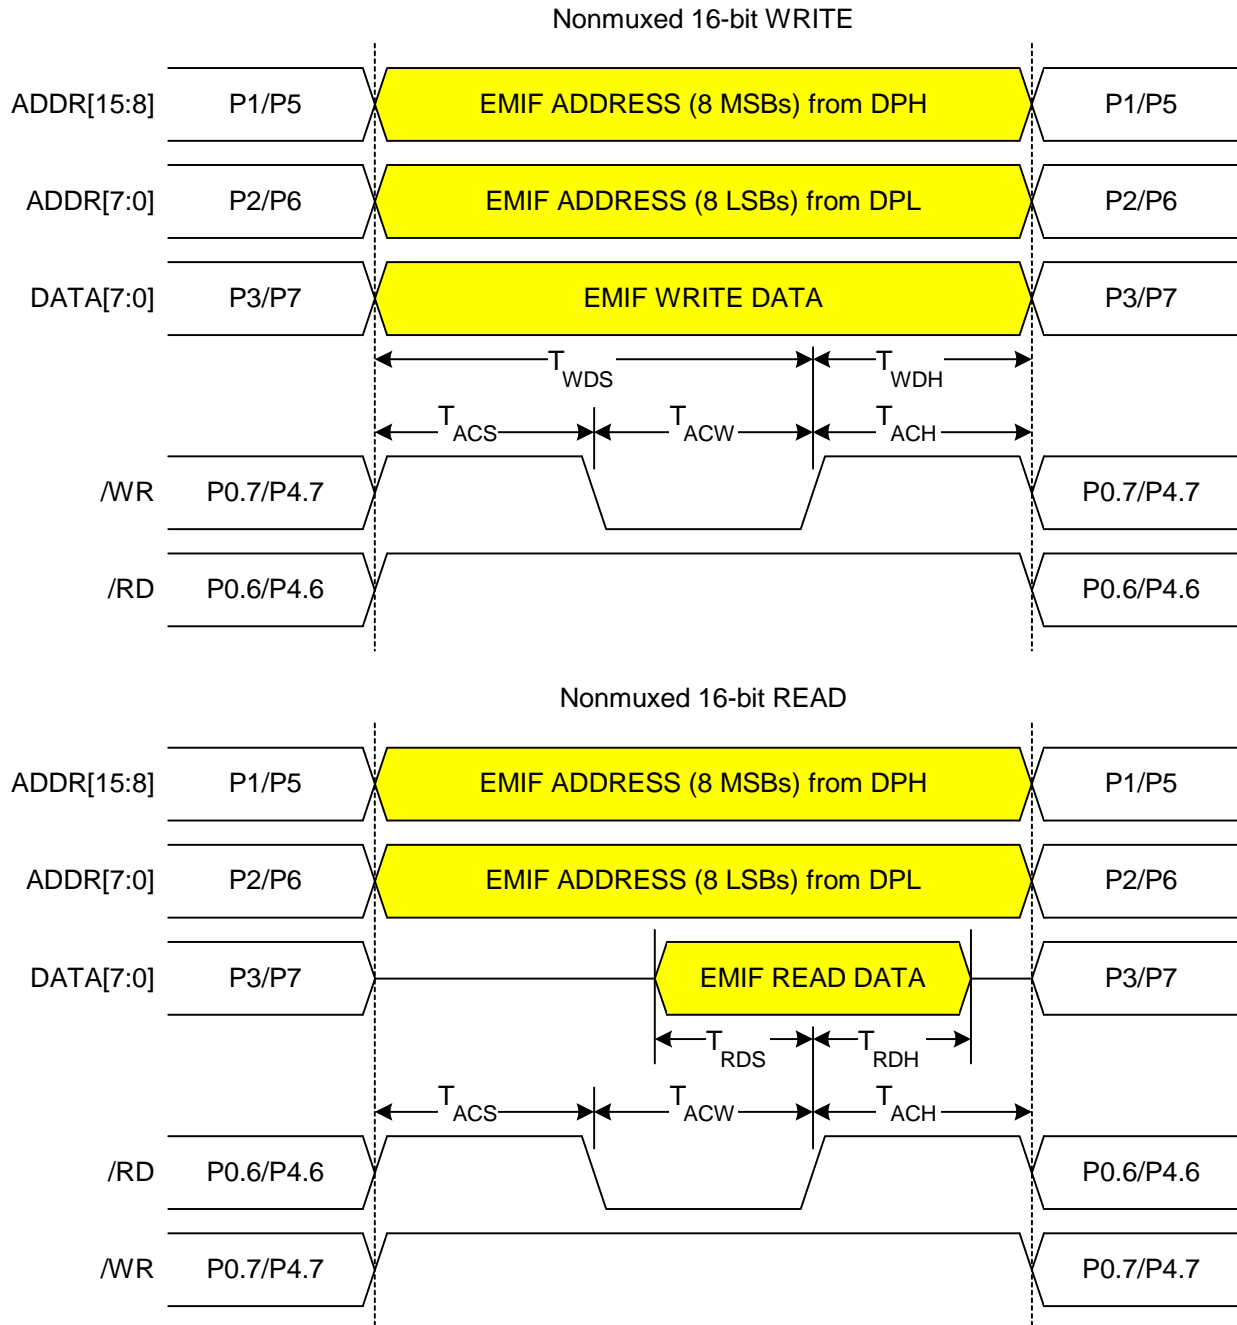 Nonmuxed 16-bit WRITE
ADDR[15:8] P1/P5 EMIF ADDRESS (8 MSBs) from DPH P1/P5
ADDR[7:0] P2/P6 EMIF ADDRESS (8 LSBs) from DPL P2/P6
DATA[7:0] P3/P7 EMIF WRITE DATA P3/P7
TWDS TWDH
TACS TACW TACH
/WR P0.7/P4.7 P0.7/P4.7
/RD P0.6/P4.6 P0.6/P4.6
Nonmuxed 16-bit READ
ADDR[15:8] P1/P5 EMIF ADDRESS (8 MSBs) from DPH P1/P5
ADDR[7:0] P2/P6 EMIF ADDRESS (8 LSBs) from DPL P2/P6
DATA[7:0] P3/P7 EMIF READ DATA P3/P7
TRDS TRDH
TACS TACW TACH
/RD P0.6/P4.6 P0.6/P4.6
/WR P0.7/P4.7 P0.7/P4.7